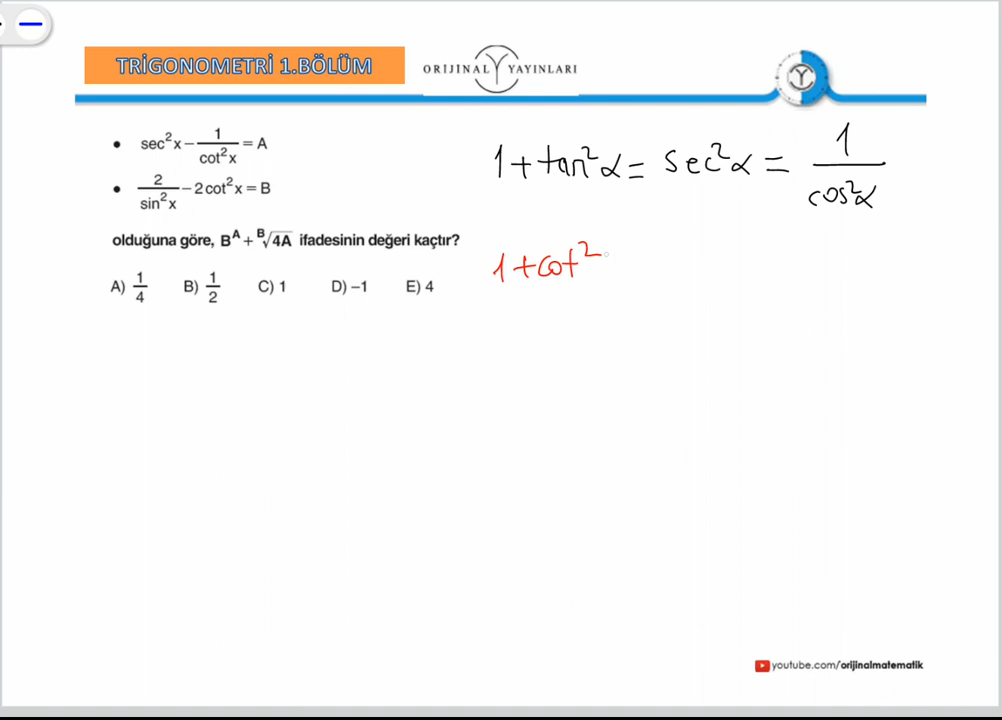 TRİGONOMETRİ 1.BÖLÜM
ORIJINAL YAYINLARI
• sec²x − 1/cot²x = A
• 2/sin²x − 2cot²x = B
olduğuna göre, B^A + ^B√4A ifadesinin değeri kaçtır?
A) 1/4 B) 1/2 C) 1 D) −1 E) 4
1 + tan²α = sec²α = 1/cos²α
1 + cot²
youtube.com/orijinalmatematik